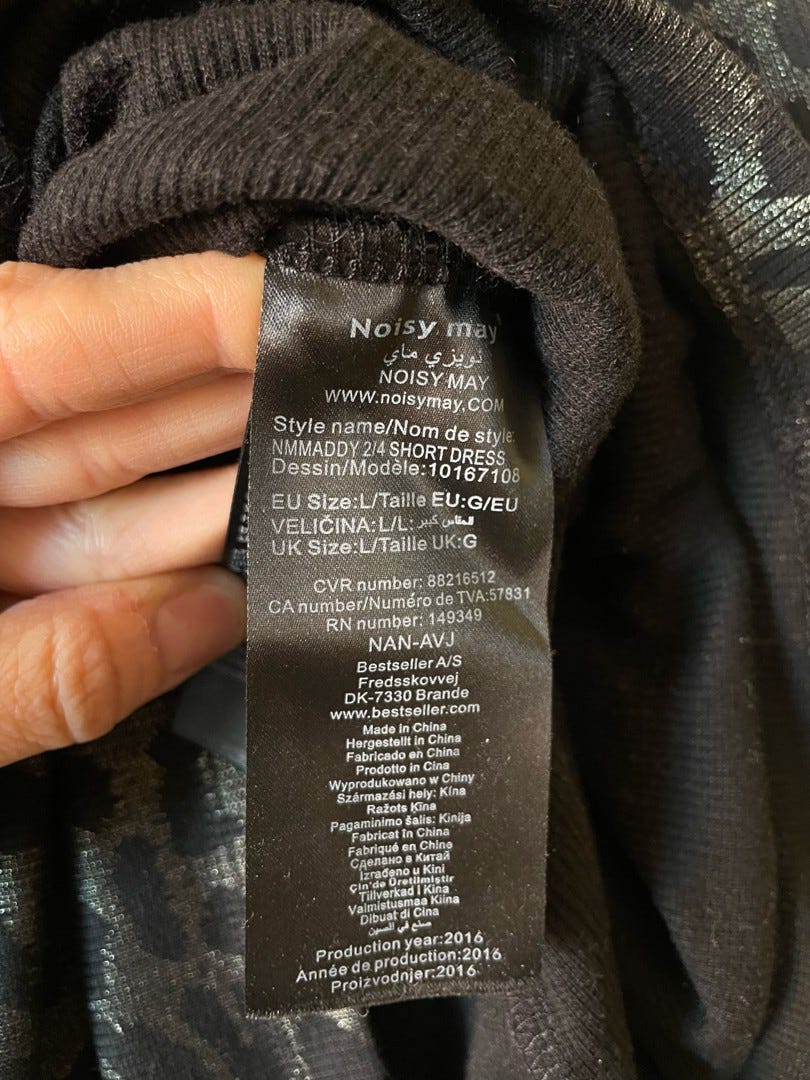 Noisy may
نويزي ماي
NOISY MAY
www.noisymay.COM
Style name/Nom de style:
NMMADDY 2/4 SHORT DRESS
Dessin/Modèle:10167108
EU Size:L/Taille EU:G/EU
VELIČINA:L/L: المقاس كبير
UK Size:L/Taille UK:G
CVR number: 88216512
CA number/Numéro de TVA:57831
RN number: 149349
NAN-AVJ
Bestseller A/S
Fredsskovvej
DK-7330 Brande
www.bestseller.com
Made in China
Hergestellt in China
Fabricado en China
Prodotto in Cina
Wyprodukowano w Chiny
Származási hely: Kína
Ražots Ķīna
Pagaminimo šalis: Kinija
Fabricat în China
Fabriqué en Chine
Сделано в Китай
Izrađeno u Kini
Çin'de Üretilmiştir
Tillverkad i Kina
Valmistusmaa Kiina
Dibuat di Cina
صنع في الصين
Production year:2016
Année de production:2016
Proizvodnjer:2016